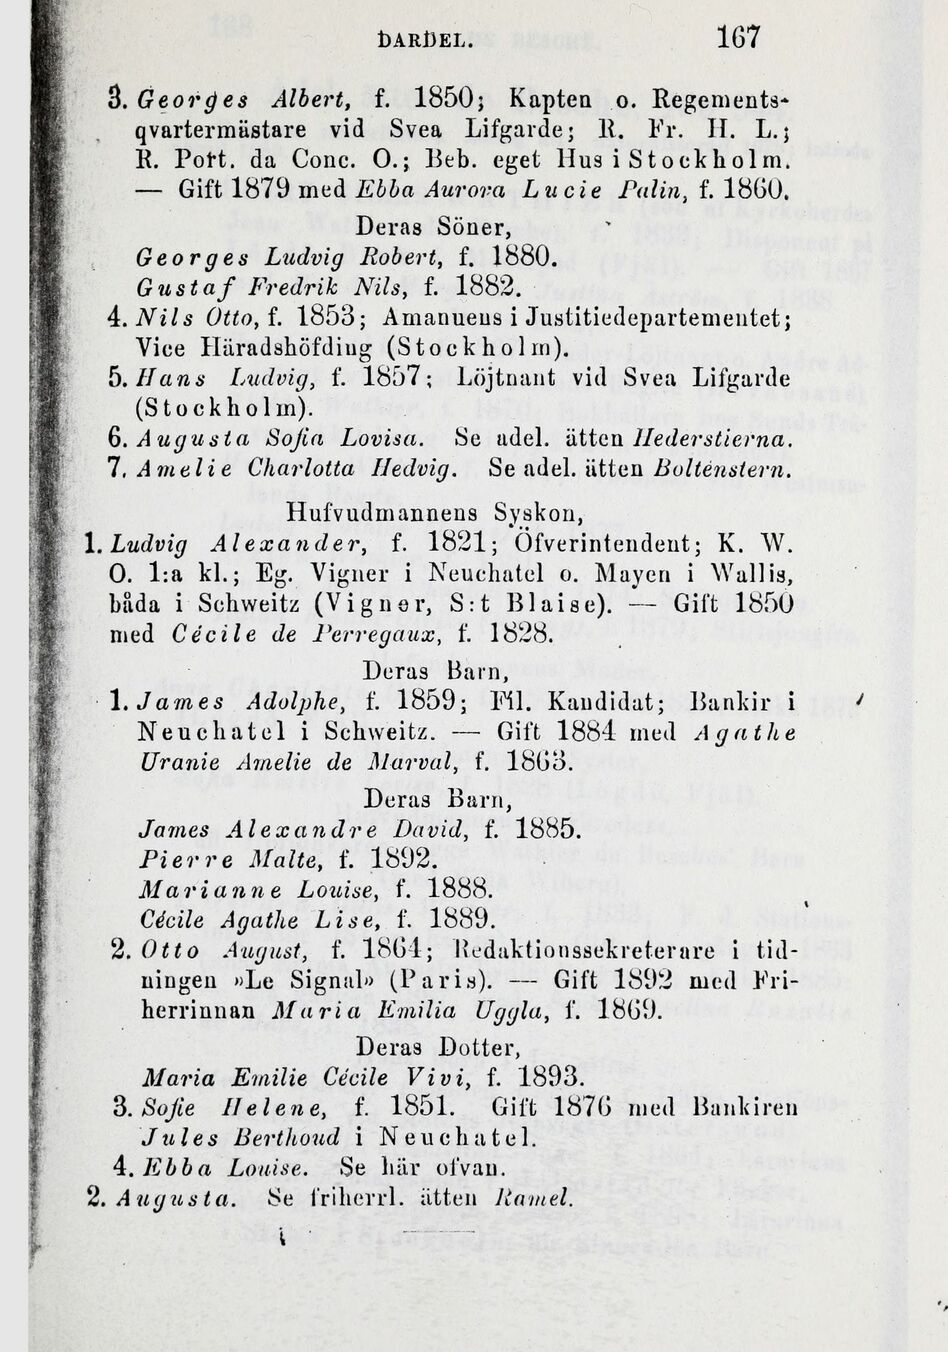 DARDEL. 167
3. Georges Albert, f. 1850; Kapten o. Regements-
qvartermästare vid Svea Lifgarde; R. Fr. H. L.;
R. Port. da Conc. O.; Beb. eget Hus i Stockholm.
— Gift 1879 med Ebba Aurora Lucie Palin, f. 1860.
Deras Söner,
Georges Ludvig Robert, f. 1880.
Gustaf Fredrik Nils, f. 1882.
4. Nils Otto, f. 1853; Amanuens i Justitiedepartementet;
Vice Häradshöfding (Stockholm).
5. Hans Ludvig, f. 1857; Löjtnant vid Svea Lifgarde
(Stockholm).
6. Augusta Sofia Lovisa. Se adel. ätten Hederstierna.
7. Amelie Charlotta Hedvig. Se adel. ätten Boltenstern.
Hufvudmannens Syskon,
1. Ludvig Alexander, f. 1821; Öfverintendent; K. W.
O. 1:a kl.; Eg. Vigner i Neuchatel o. Mayen i Wallis,
båda i Schweitz (Vigner, S:t Blaise). — Gift 1850
med Cécile de Perregaux, f. 1828.
Deras Barn,
1. James Adolphe, f. 1859; Fil. Kandidat; Bankir i
Neuchatel i Schweitz. — Gift 1884 med Agathe
Uranie Amelie de Marval, f. 1863.
Deras Barn,
James Alexandre David, f. 1885.
Pierre Malte, f. 1892.
Marianne Louise, f. 1888.
Cécile Agathe Lise, f. 1889.
2. Otto August, f. 1864; Redaktionssekreterare i tid-
ningen »Le Signal» (Paris). — Gift 1892 med Fri-
herrinnan Maria Emilia Uggla, f. 1869.
Deras Dotter,
Maria Emilie Cécile Vivi, f. 1893.
3. Sofie Helene, f. 1851. Gift 1876 med Bankiren
Jules Berthoud i Neuchatel.
4. Ebba Louise. Se här ofvan.
2. Augusta. Se friherrl. ätten Ramel.